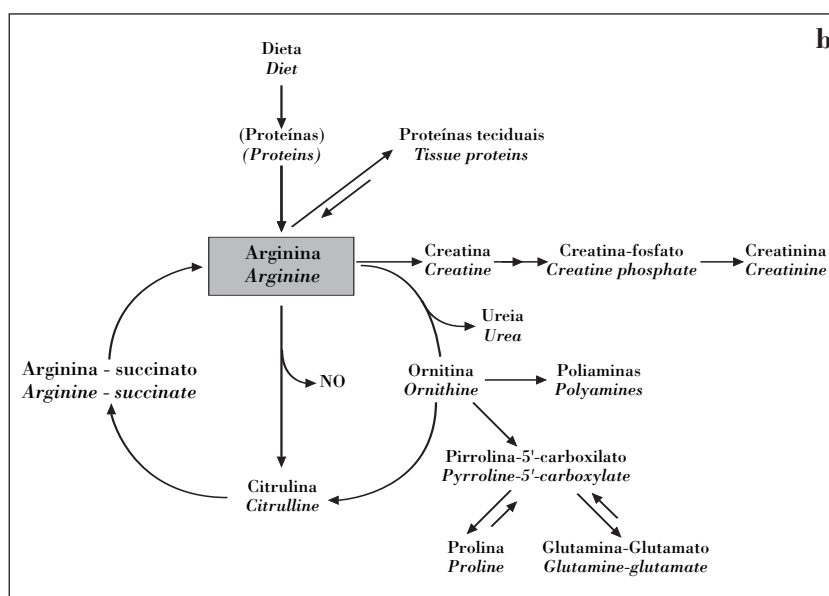 b
Dieta
Diet
(Proteínas)
(Proteins)
Proteínas teciduais
Tissue proteins
Arginina
Arginine
Creatina
Creatine
Creatina-fosfato
Creatine phosphate
Creatinina
Creatinine
Ureia
Urea
Arginina - succinato
Arginine - succinate
NO
Ornitina
Ornithine
Poliaminas
Polyamines
Pirrolina-5'-carboxilato
Pyrroline-5'-carboxylate
Citrulina
Citrulline
Prolina
Proline
Glutamina-Glutamato
Glutamine-glutamate